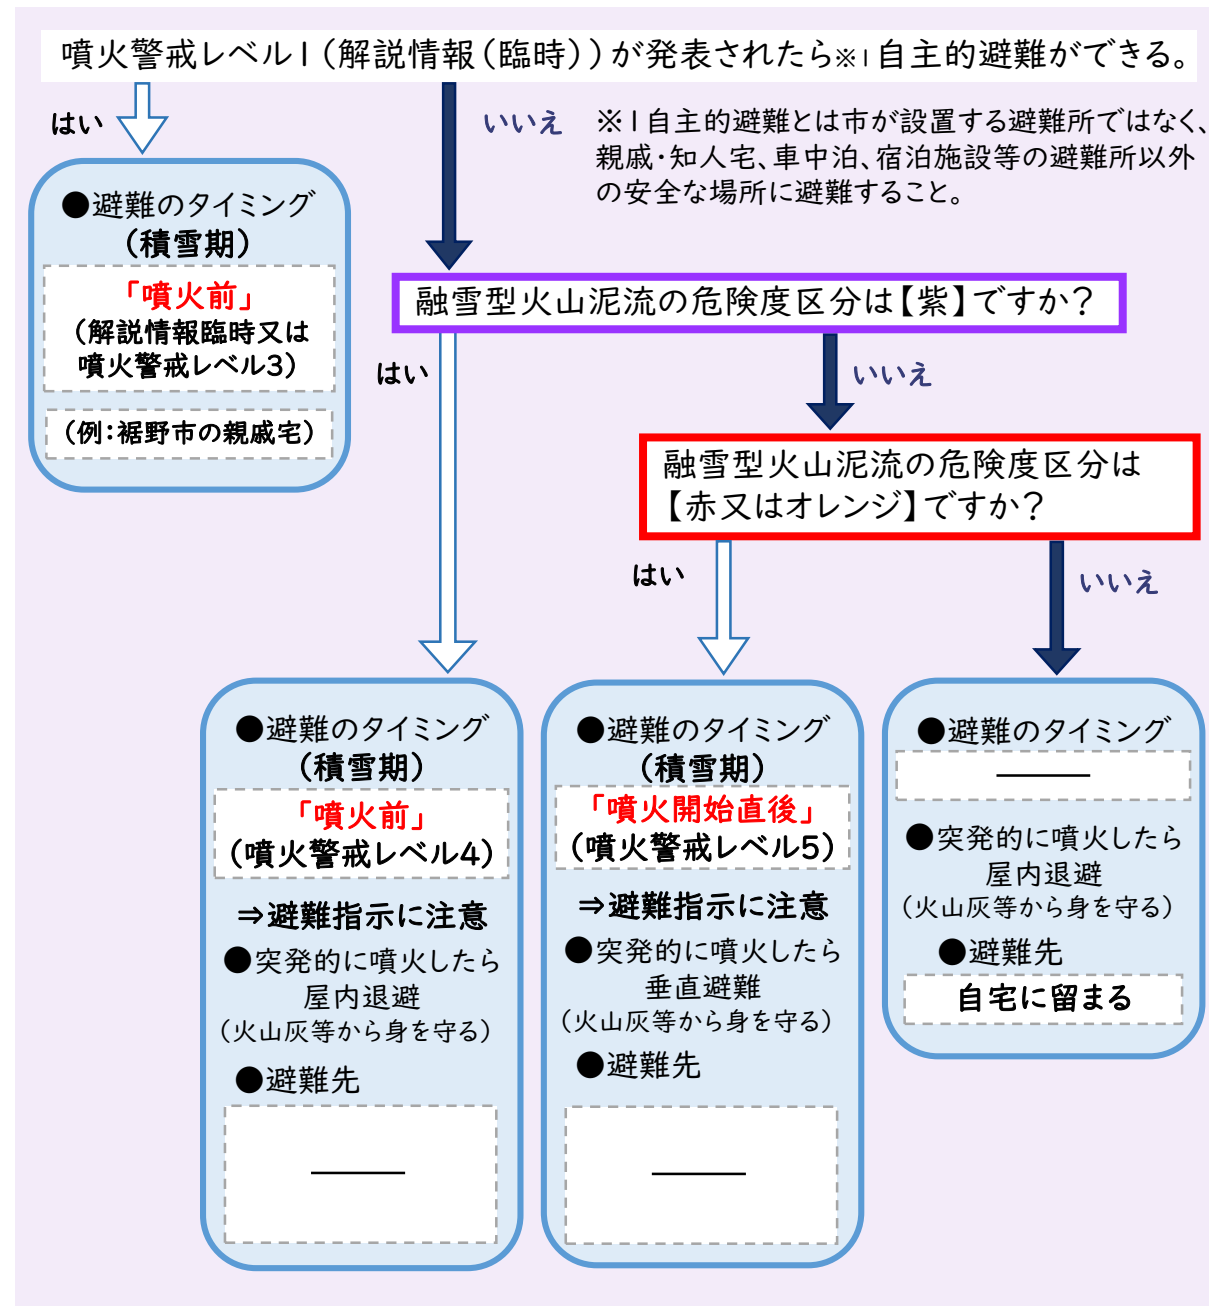 噴火警戒レベル1（解説情報（臨時））が発表されたら※1自主的避難ができる。
はい
いいえ
※1自主的避難とは市が設置する避難所ではなく、
親戚・知人宅、車中泊、宿泊施設等の避難所以外
の安全な場所に避難すること。
●避難のタイミング
（積雪期）
「噴火前」
（解説情報臨時又は
噴火警戒レベル3）
（例：裾野市の親戚宅）
融雪型火山泥流の危険度区分は【紫】ですか？
はい
いいえ
融雪型火山泥流の危険度区分は
【赤又はオレンジ】ですか？
はい
いいえ
●避難のタイミング
（積雪期）
「噴火前」
（噴火警戒レベル4）
⇒避難指示に注意
●突発的に噴火したら
屋内退避
（火山灰等から身を守る）
●避難先
●避難のタイミング
（積雪期）
「噴火開始直後」
（噴火警戒レベル5）
⇒避難指示に注意
●突発的に噴火したら
垂直避難
（火山灰等から身を守る）
●避難先
●避難のタイミング
●突発的に噴火したら
屋内退避
（火山灰等から身を守る）
●避難先
自宅に留まる